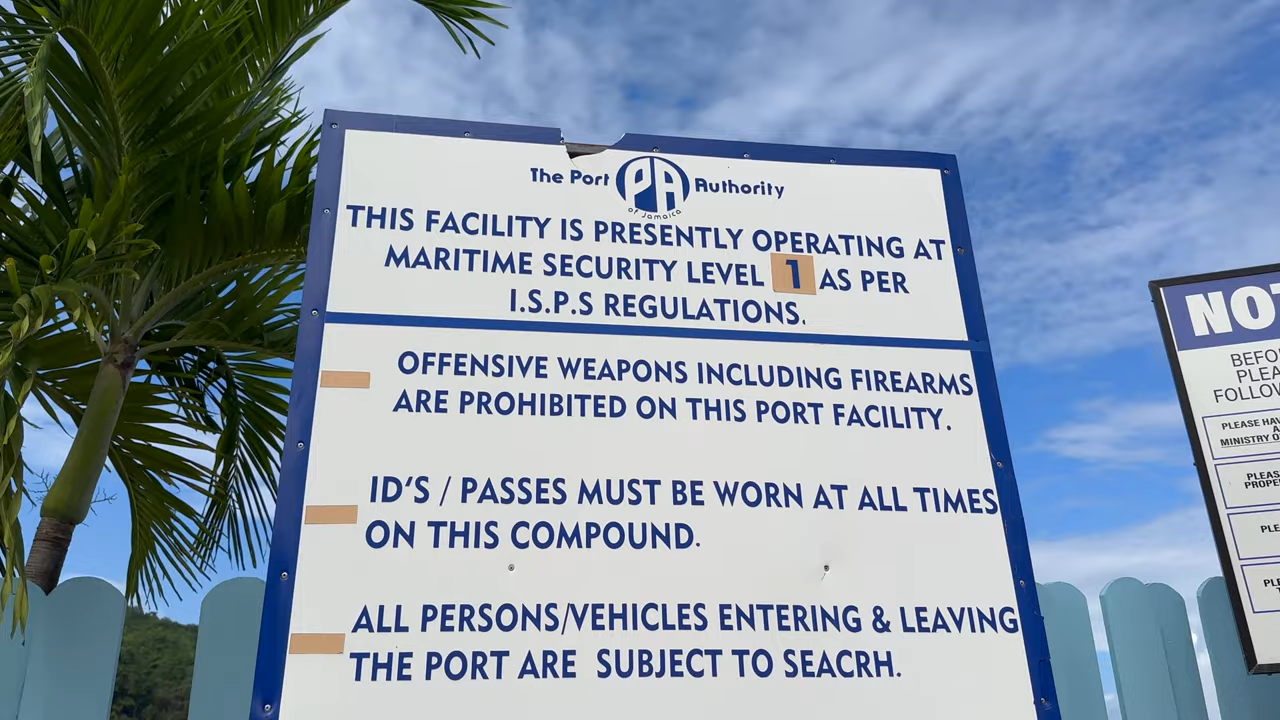 The Port PA Authority
of Jamaica
THIS FACILITY IS PRESENTLY OPERATING AT
MARITIME SECURITY LEVEL 1 AS PER
I.S.P.S REGULATIONS.
OFFENSIVE WEAPONS INCLUDING FIREARMS
ARE PROHIBITED ON THIS PORT FACILITY.
ID'S / PASSES MUST BE WORN AT ALL TIMES
ON THIS COMPOUND.
ALL PERSONS/VEHICLES ENTERING & LEAVING
THE PORT ARE SUBJECT TO SEACRH.
NOT
BEFO
PLEA
FOLLOW
PLEASE HAV
A
MINISTRY O
PLEAS
PROPE
PLE
PL